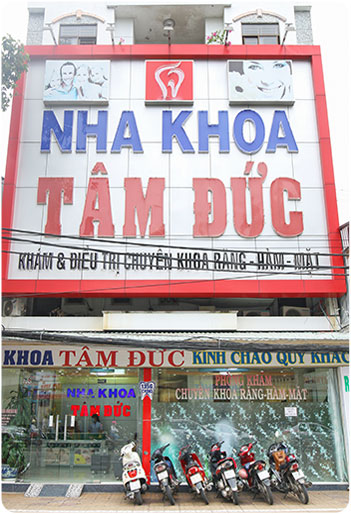 NHA KHOA
TÂM ĐỨC
KHÁM & ĐIỀU TRỊ CHUYÊN KHOA RĂNG - HÀM - MẶT
KHOA TÂM ĐỨC KÍNH CHÀO QUÝ KHÁC
NHA KHOA
TÂM ĐỨC
1356
PHÒNG KHÁM
CHUYÊN KHOA RĂNG-HÀM-MẶT